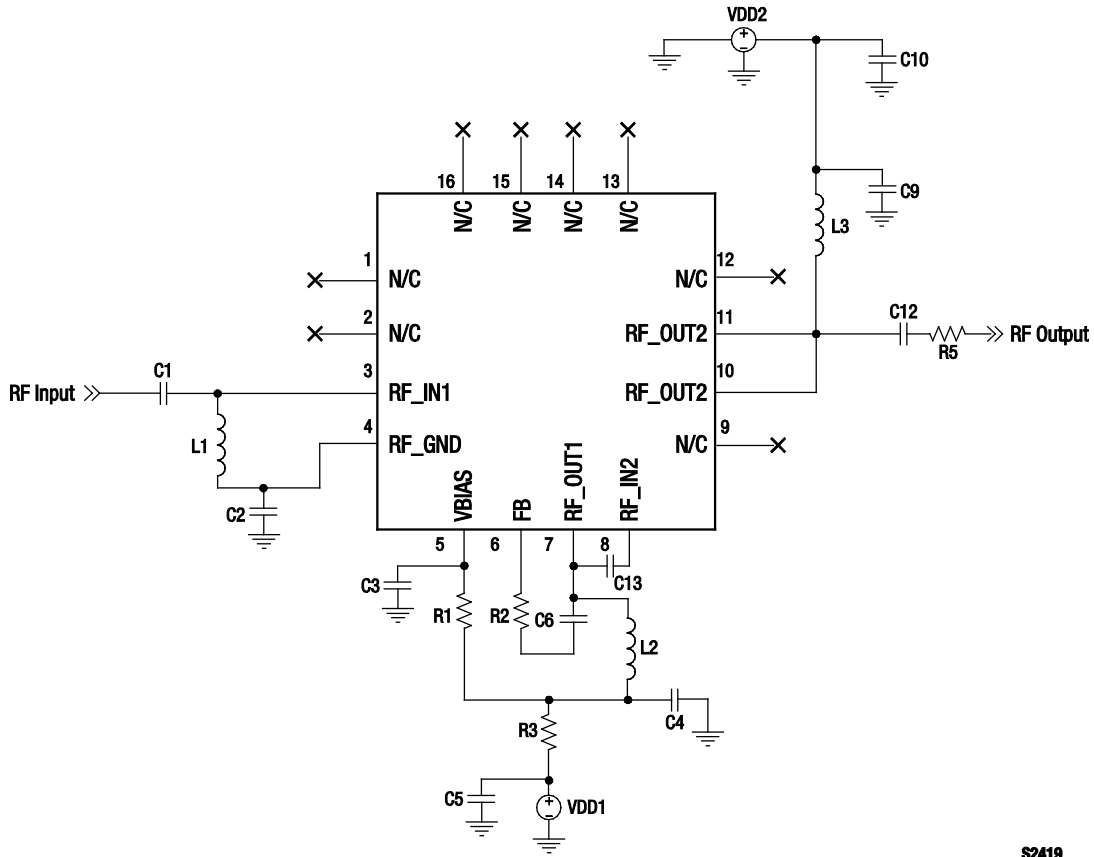 VDD2
C10
16
15
14
13
N/C
N/C
N/C
N/C
C9
L3
1
N/C
12
N/C
2
N/C
11
RF_OUT2
C12
R5
RF Output
RF Input
C1
3
RF_IN1
10
RF_OUT2
L1
4
RF_GND
9
N/C
C2
VBIAS
FB
RF_OUT1
RF_IN2
5
6
7
8
C3
C13
R1
R2
C6
L2
C4
R3
C5
VDD1
S2419